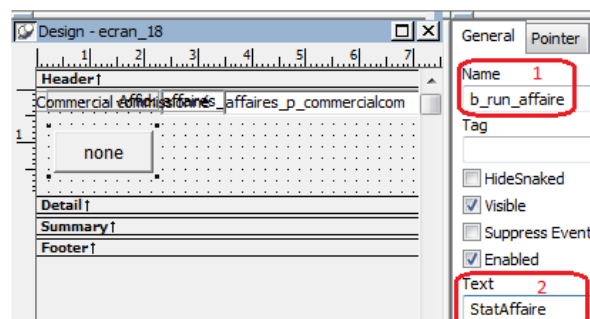 Design - ecran_18
1 2 3 4 5 6 7
Header
affaires_p_commercialcom
1
none
Detail
Summary
Footer
General Pointer
Name 1
b_run_affaire
Tag
HideSnaked
Visible
Suppress Event
Enabled
Text 2
StatAffaire